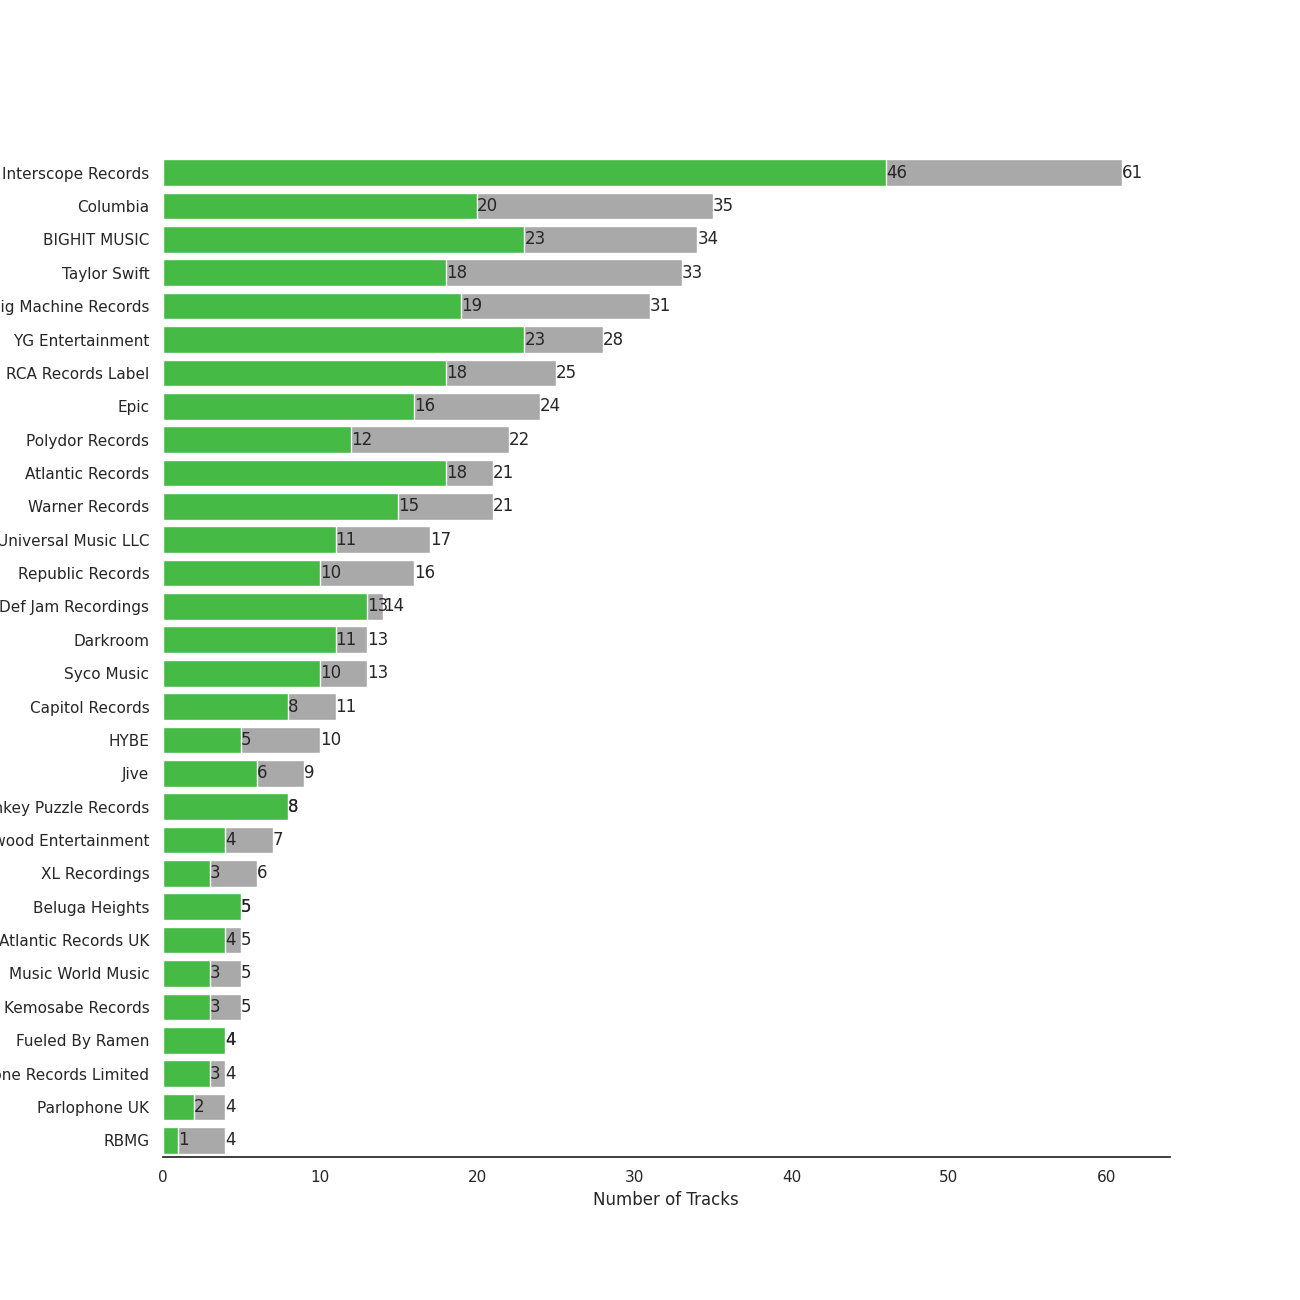 Interscope Records 46 61
Columbia 20 35
BIGHIT MUSIC 23 34
Taylor Swift 18 33
ig Machine Records 19 31
YG Entertainment 23 28
RCA Records Label 18 25
Epic 16 24
Polydor Records 12 22
Atlantic Records 18 21
Warner Records 15 21
Universal Music LLC 11 17
Republic Records 10 16
Def Jam Recordings 13 14
Darkroom 11 13
Syco Music 10 13
Capitol Records 8 11
HYBE 5 10
Jive 6 9
key Puzzle Records 8
wood Entertainment 4 7
XL Recordings 3 6
Beluga Heights 5
Atlantic Records UK 4 5
Music World Music 3 5
Kemosabe Records 3 5
Fueled By Ramen 4
one Records Limited 3 4
Parlophone UK 2 4
RBMG 1 4
0 10 20 30 40 50 60
Number of Tracks